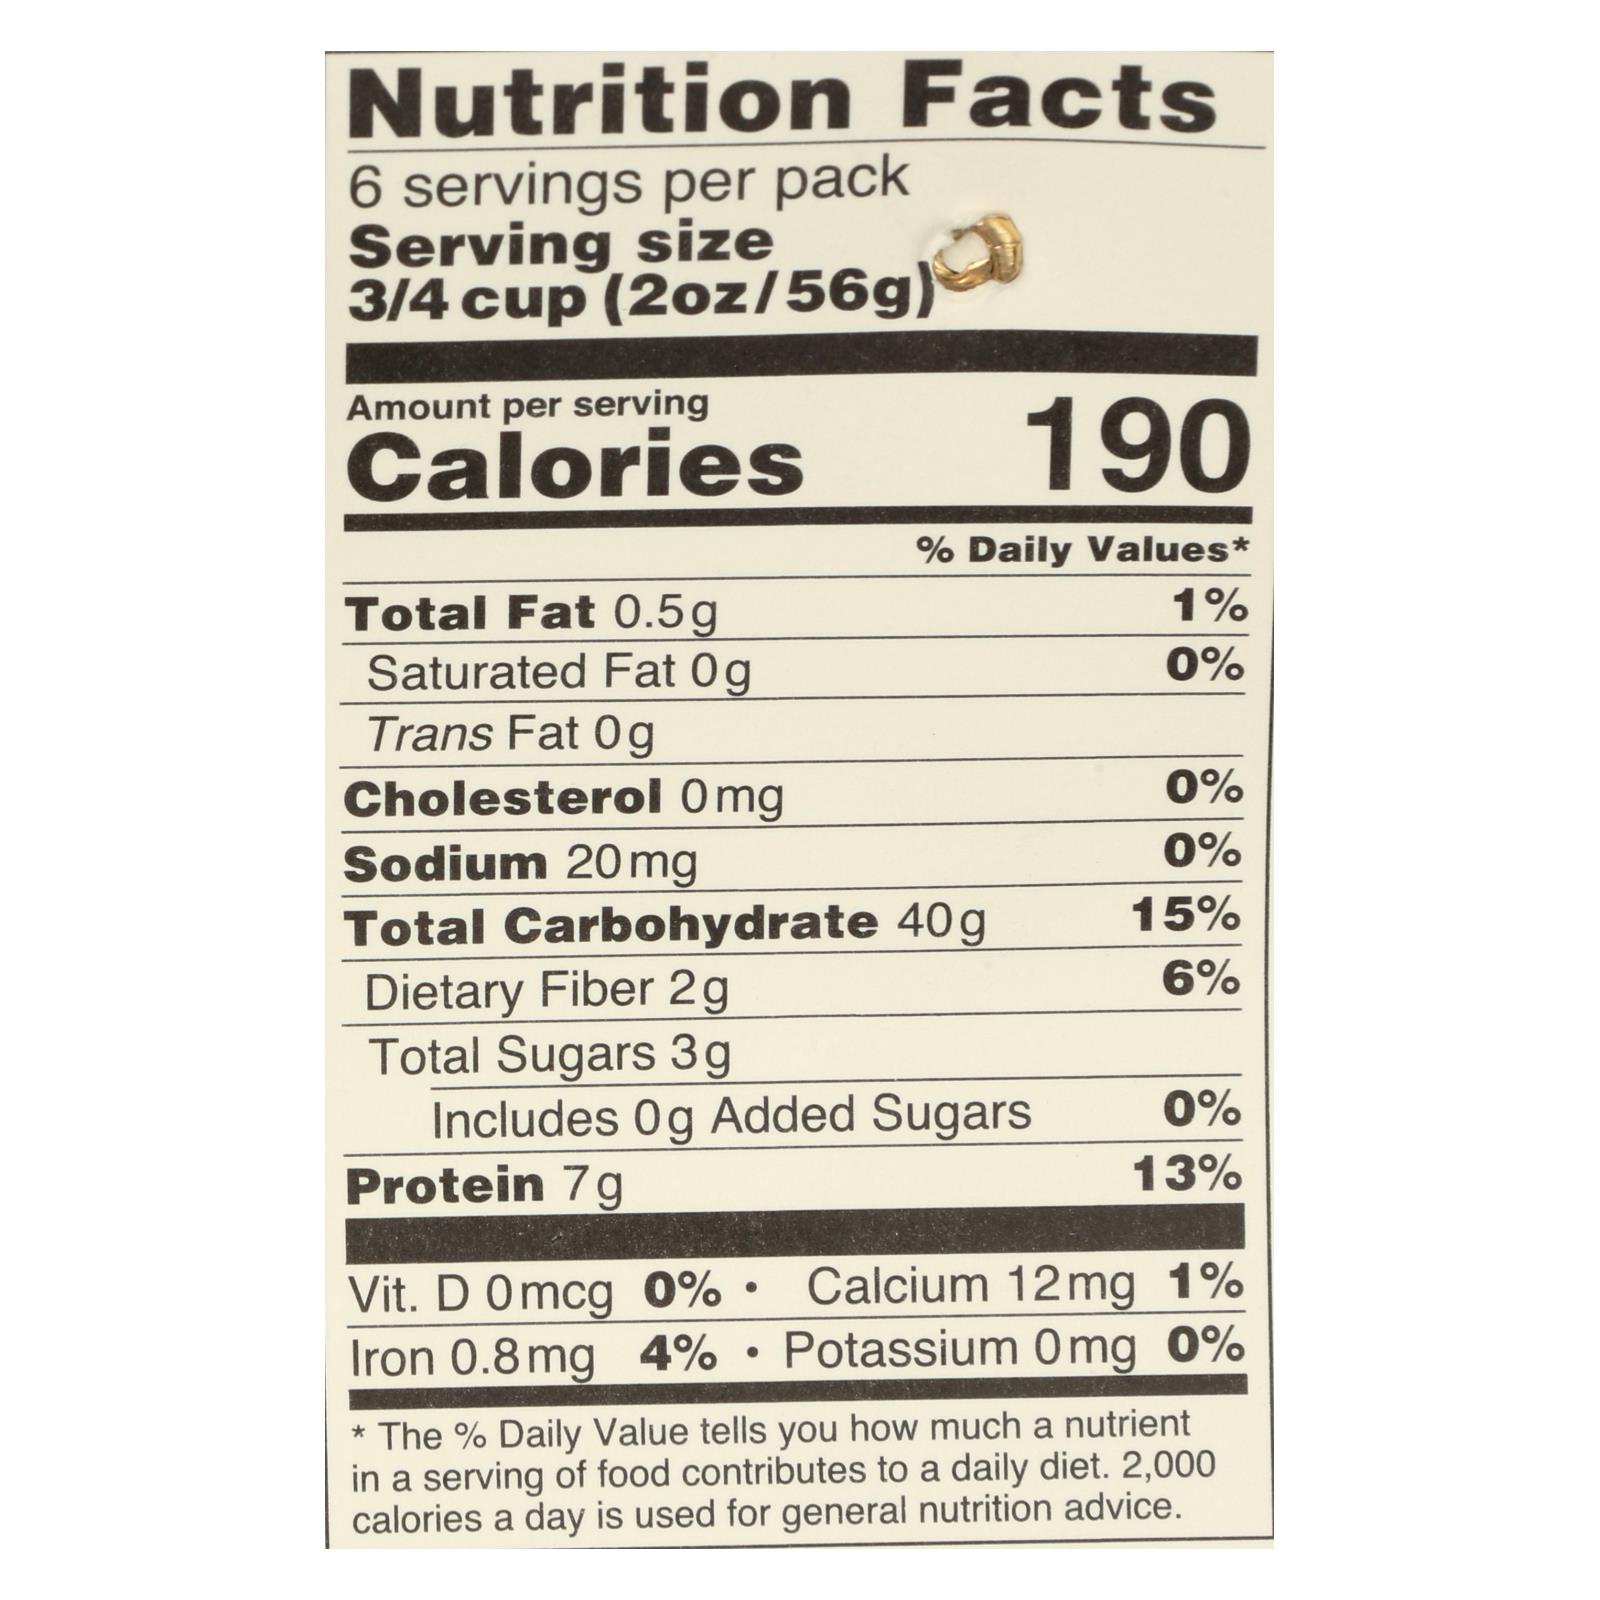 Nutrition Facts
6 servings per pack
Serving size
3/4 cup (2oz/56g)
Amount per serving
Calories 190
% Daily Values*
Total Fat 0.5g 1%
Saturated Fat 0g 0%
Trans Fat 0g
Cholesterol 0mg 0%
Sodium 20mg 0%
Total Carbohydrate 40g 15%
Dietary Fiber 2g 6%
Total Sugars 3g
Includes 0g Added Sugars 0%
Protein 7g 13%
Vit. D 0mcg 0% • Calcium 12mg 1%
Iron 0.8mg 4% • Potassium 0mg 0%
* The % Daily Value tells you how much a nutrient
in a serving of food contributes to a daily diet. 2,000
calories a day is used for general nutrition advice.